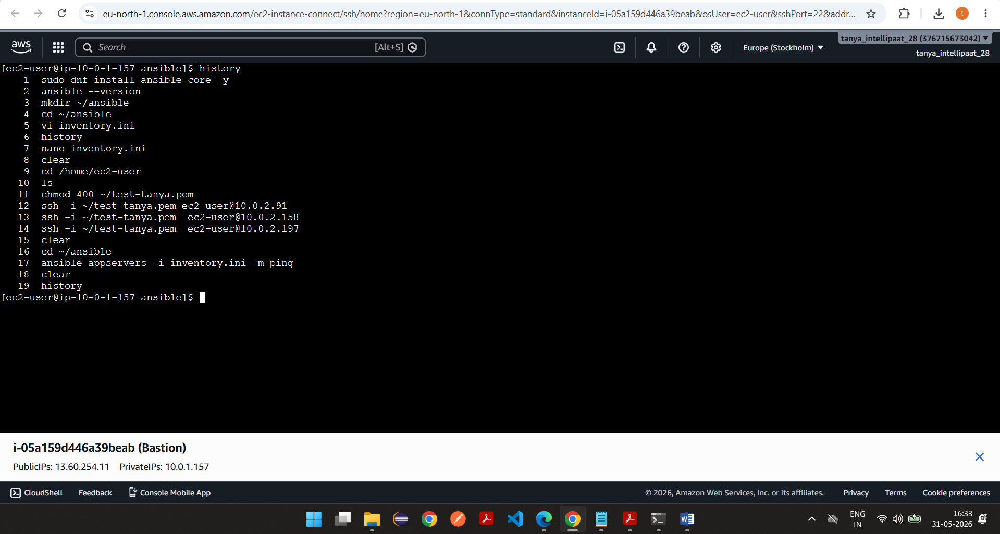 eu-north-1.console.aws.amazon.com/ec2-instance-connect/ssh/home?region=eu-north-1&connType=standard&instanceId=i-05a159d446a39beab&osUser=ec2-user&sshPort=22&addr...
t
aws
Search
[Alt+S]
Europe (Stockholm)
tanya_intellipaat_28 (376715673042)
tanya_intellipaat_28
[ec2-user@ip-10-0-1-157 ansible]$ history
1 sudo dnf install ansible-core -y
2 ansible --version
3 mkdir ~/ansible
4 cd ~/ansible
5 vi inventory.ini
6 history
7 nano inventory.ini
8 clear
9 cd /home/ec2-user
10 ls
11 chmod 400 ~/test-tanya.pem
12 ssh -i ~/test-tanya.pem ec2-user@10.0.2.91
13 ssh -i ~/test-tanya.pem  ec2-user@10.0.2.158
14 ssh -i ~/test-tanya.pem  ec2-user@10.0.2.197
15 clear
16 cd ~/ansible
17 ansible appservers -i inventory.ini -m ping
18 clear
19 history
[ec2-user@ip-10-0-1-157 ansible]$
i-05a159d446a39beab (Bastion)
PublicIPs: 13.60.254.11 PrivateIPs: 10.0.1.157
CloudShell Feedback Console Mobile App © 2026, Amazon Web Services, Inc. or its affiliates. Privacy Terms Cookie preferences
ENG
IN
16:33
31-05-2026